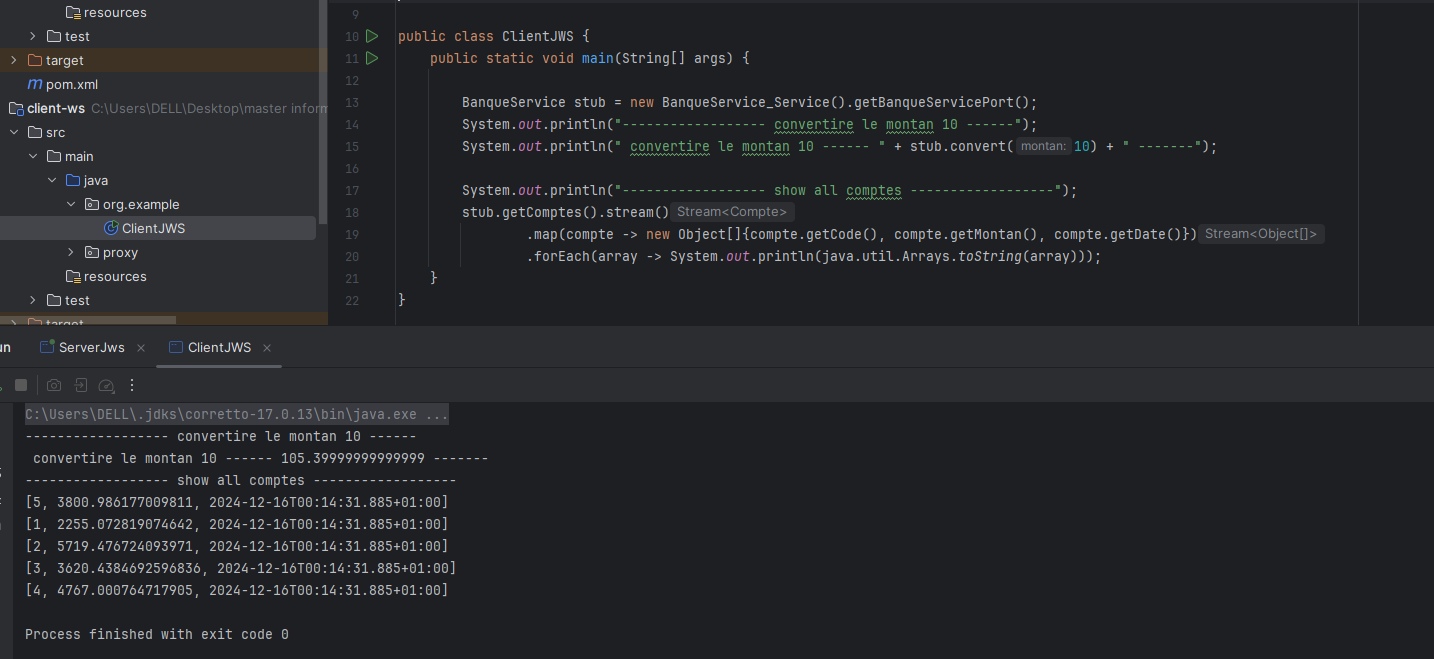 resources
test
target
pom.xml
client-ws C:\Users\DELL\Desktop\master inform
src
main
java
org.example
ClientJWS
proxy
resources
test
target
9
10 public class ClientJWS {
11 public static void main(String[] args) {
12
13 BanqueService stub = new BanqueService_Service().getBanqueServicePort();
14 System.out.println("------------------ convertire le montan 10 ------");
15 System.out.println(" convertire le montan 10 ------ " + stub.convert( montan: 10) + " -------");
16
17 System.out.println("------------------ show all comptes ------------------");
18 stub.getComptes().stream() Stream<Compte>
19 .map(compte -> new Object[]{compte.getCode(), compte.getMontan(), compte.getDate()}) Stream<Object[]>
20 .forEach(array -> System.out.println(java.util.Arrays.toString(array)));
21 }
22 }
un ServerJws × ClientJWS ×
C:\Users\DELL\.jdks\corretto-17.0.13\bin\java.exe ...
------------------ convertire le montan 10 ------
convertire le montan 10 ------ 105.39999999999999 -------
------------------ show all comptes ------------------
[5, 3800.986177009811, 2024-12-16T00:14:31.885+01:00]
[1, 2255.072819074642, 2024-12-16T00:14:31.885+01:00]
[2, 5719.476724093971, 2024-12-16T00:14:31.885+01:00]
[3, 3620.4384692596836, 2024-12-16T00:14:31.885+01:00]
[4, 4767.000764717905, 2024-12-16T00:14:31.885+01:00]
Process finished with exit code 0